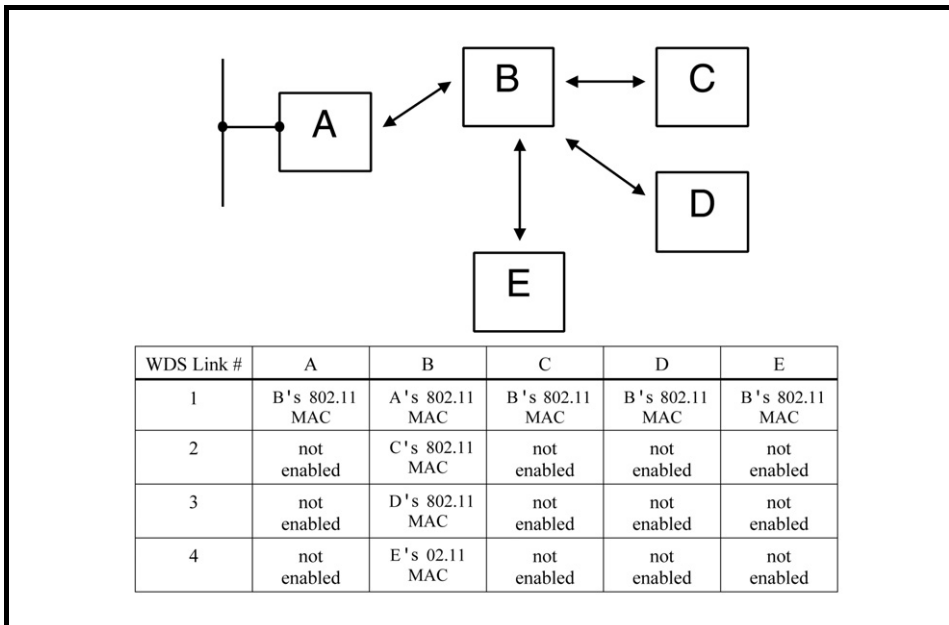 A
B
C
D
E
WDS Link # A B C D E
1 B's 802.11 MAC A's 802.11 MAC B's 802.11 MAC B's 802.11 MAC B's 802.11 MAC
2 not enabled C's 802.11 MAC not enabled not enabled not enabled
3 not enabled D's 802.11 MAC not enabled not enabled not enabled
4 not enabled E's 02.11 MAC not enabled not enabled not enabled